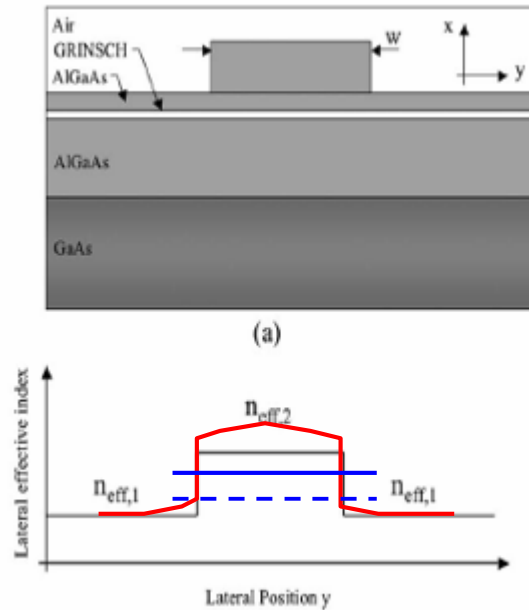 Air
GRINSCH
AlGaAs
W
x
y
AlGaAs
GaAs
(a)
Lateral effective index
n_eff,2
n_eff,1
n_eff,1
Lateral Position y